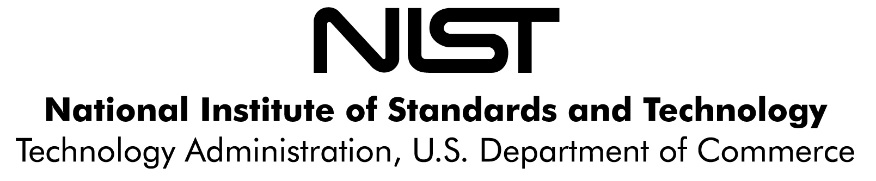 NIST
National Institute of Standards and Technology
Technology Administration, U.S. Department of Commerce